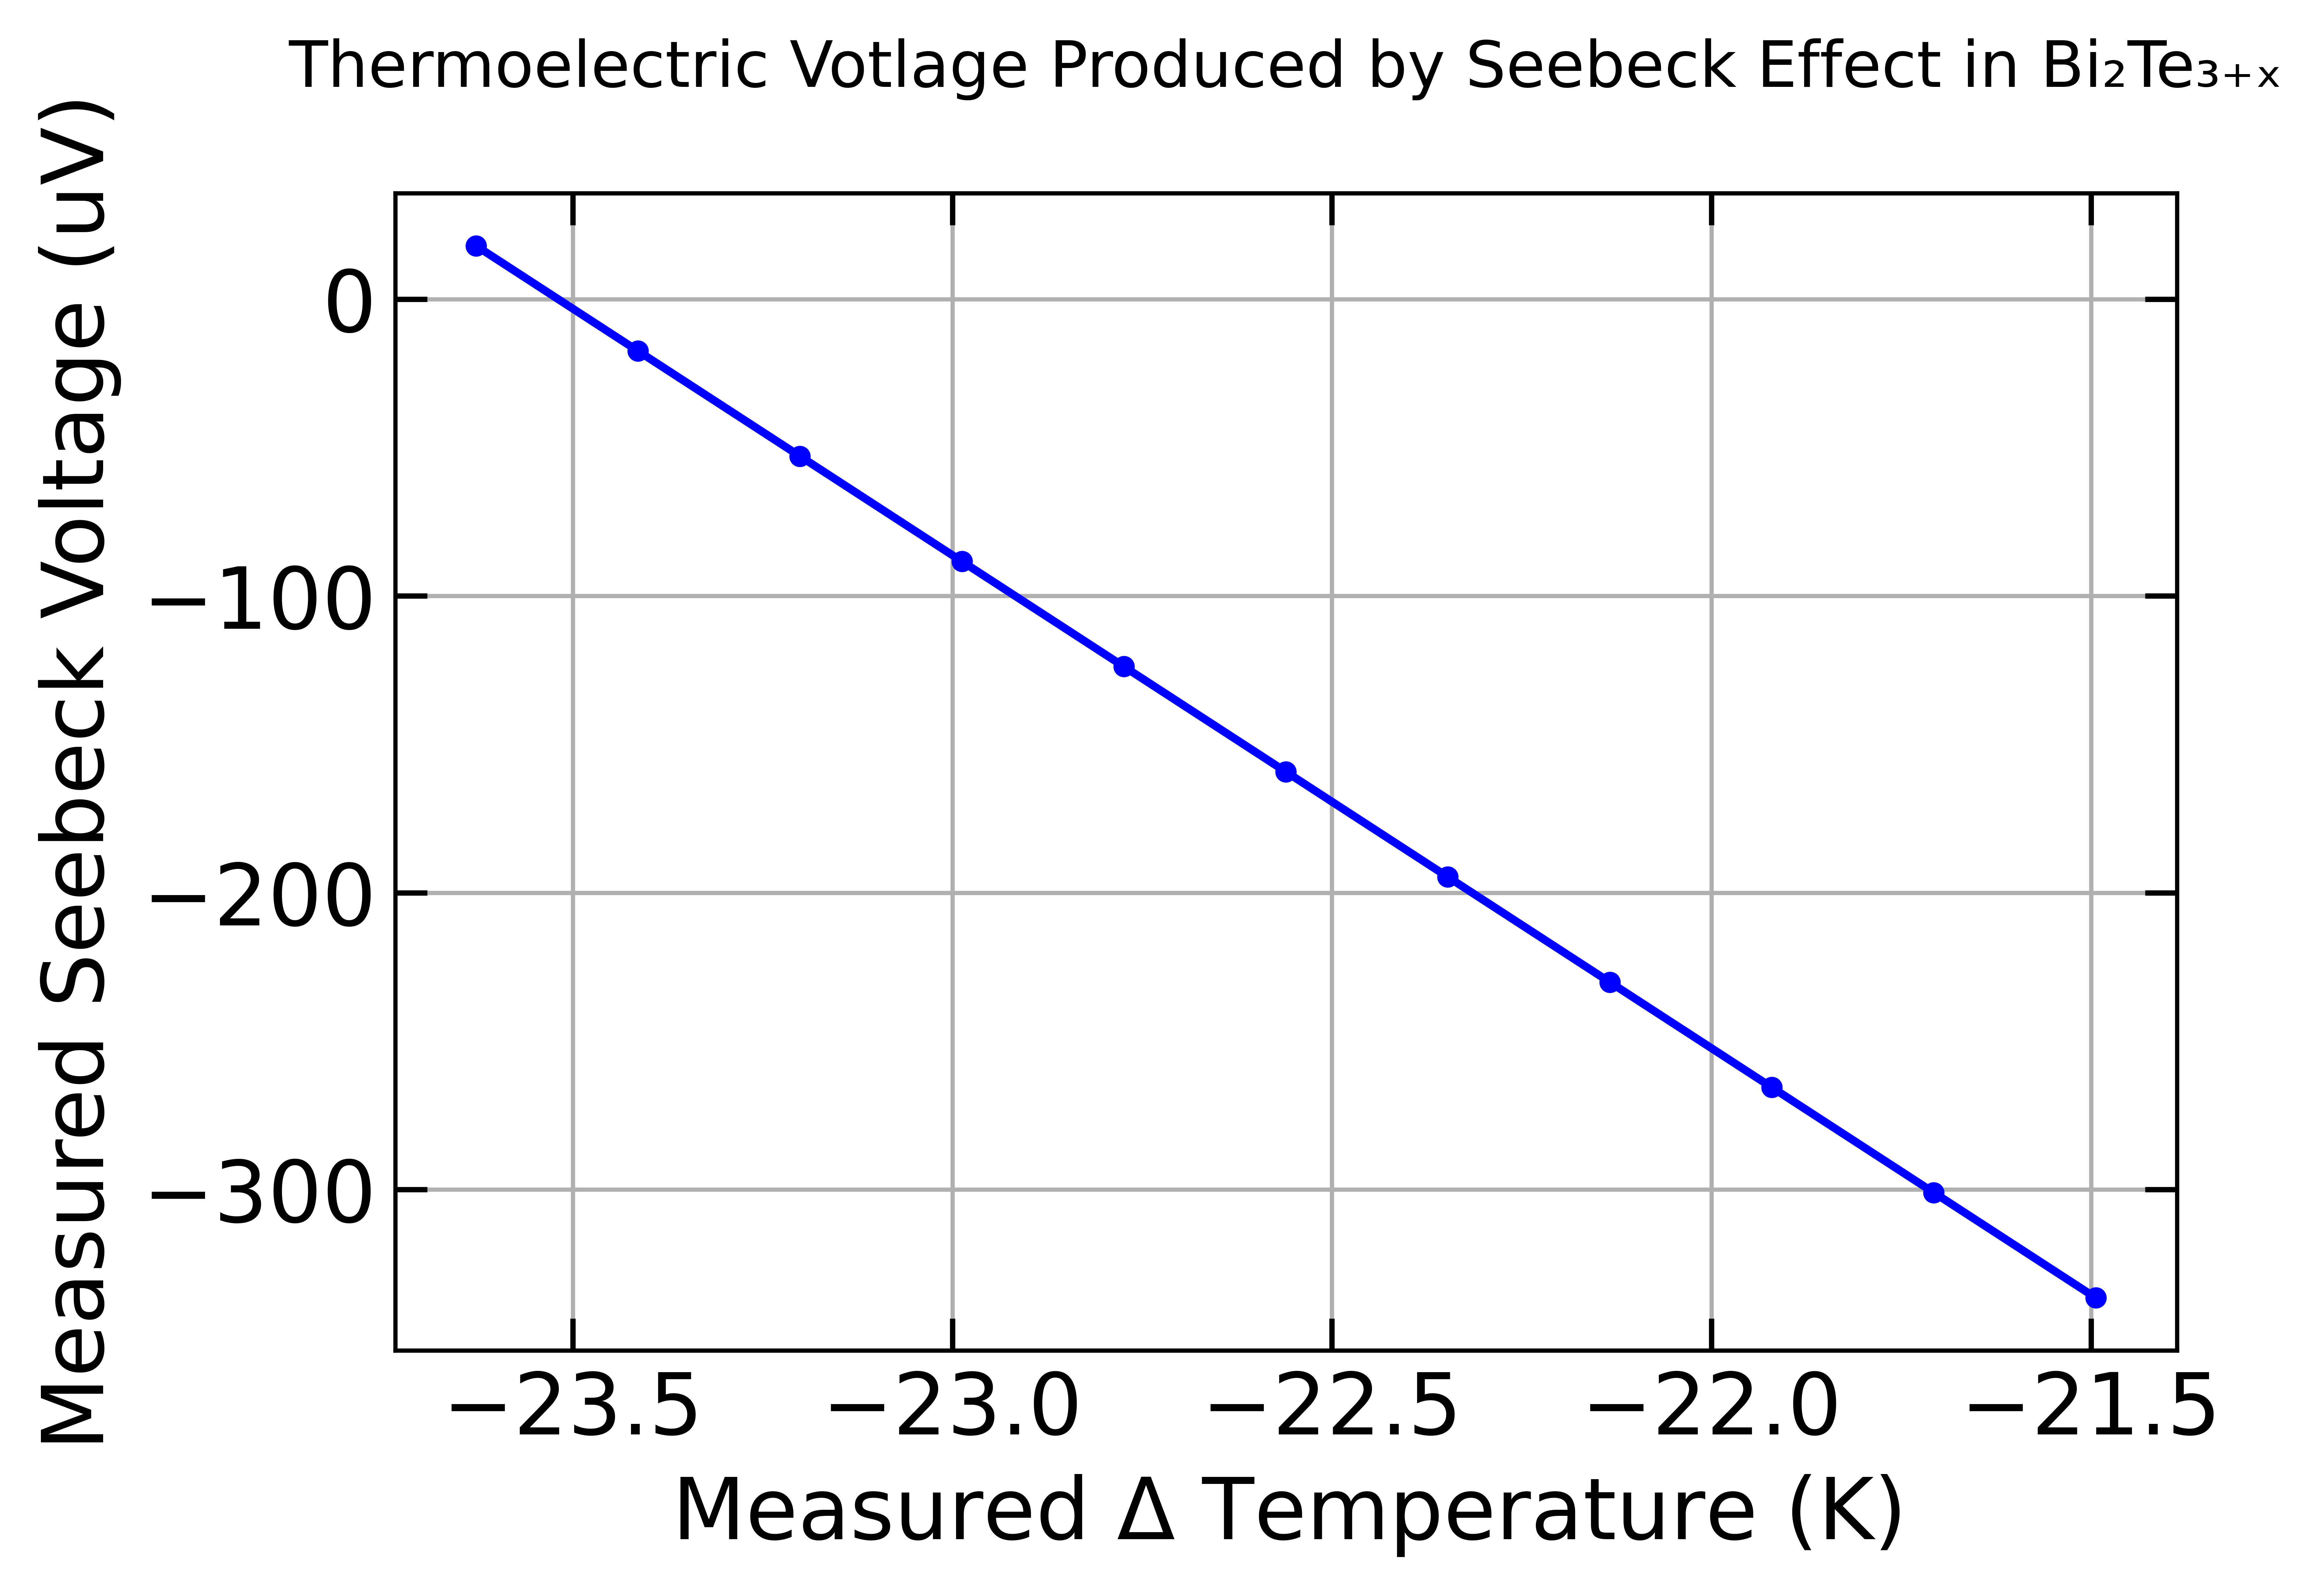 Thermoelectric Votlage Produced by Seebeck Effect in Bi₂Te₃₊ₓ
Measured Seebeck Voltage (uV)
0
−100
−200
−300
−23.5 −23.0 −22.5 −22.0 −21.5
Measured Δ Temperature (K)